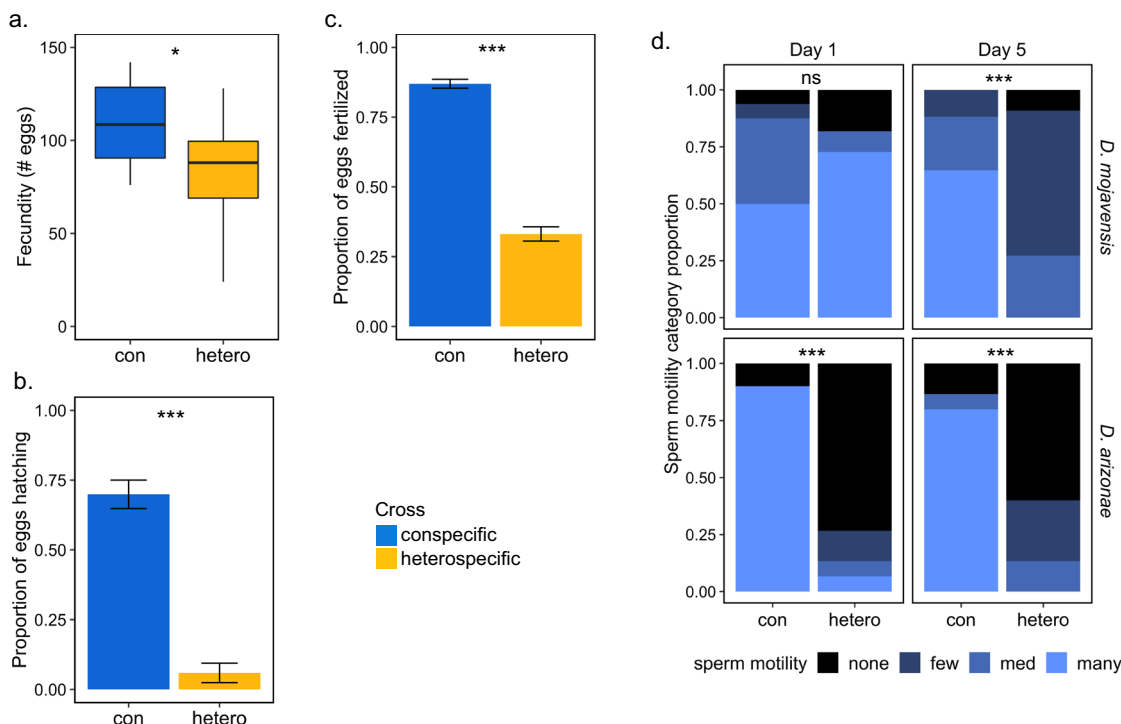 a.
Fecundity (# eggs)
150
100
50
0
*
con
hetero
b.
Proportion of eggs hatching
1.00
0.75
0.50
0.25
0.00
***
con
hetero
c.
Proportion of eggs fertilized
1.00
0.75
0.50
0.25
0.00
***
con
hetero
Cross
conspecific
heterospecific
d.
Day 1
Day 5
Sperm motility category proportion
1.00
0.75
0.50
0.25
0.00
ns
***
D. mojavensis
1.00
0.75
0.50
0.25
0.00
***
***
D. arizonae
con
hetero
con
hetero
sperm motility none few med many